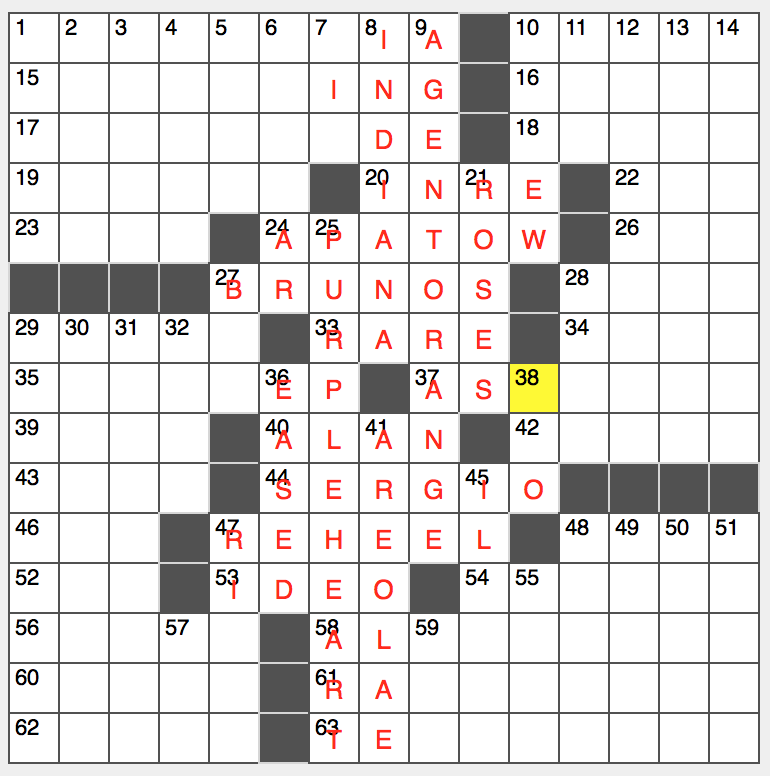 1 2 3 4 5 6 7 8 I 9 A 10 11 12 13 14
15 I N G 16
17 D E 18
19 20 I N 21 R E 22
23 24 A 25 P A T O W 26
27 B R U N O S 28
29 30 31 32 33 R A R E 34
35 36 E P 37 A S 38
39 40 A L 41 A N 42
43 44 S E R G 45 I O
46 47 R E H E E L 48 49 50 51
52 53 I D E O 54 55
56 57 58 A L 59
60 61 R A
62 63 T E